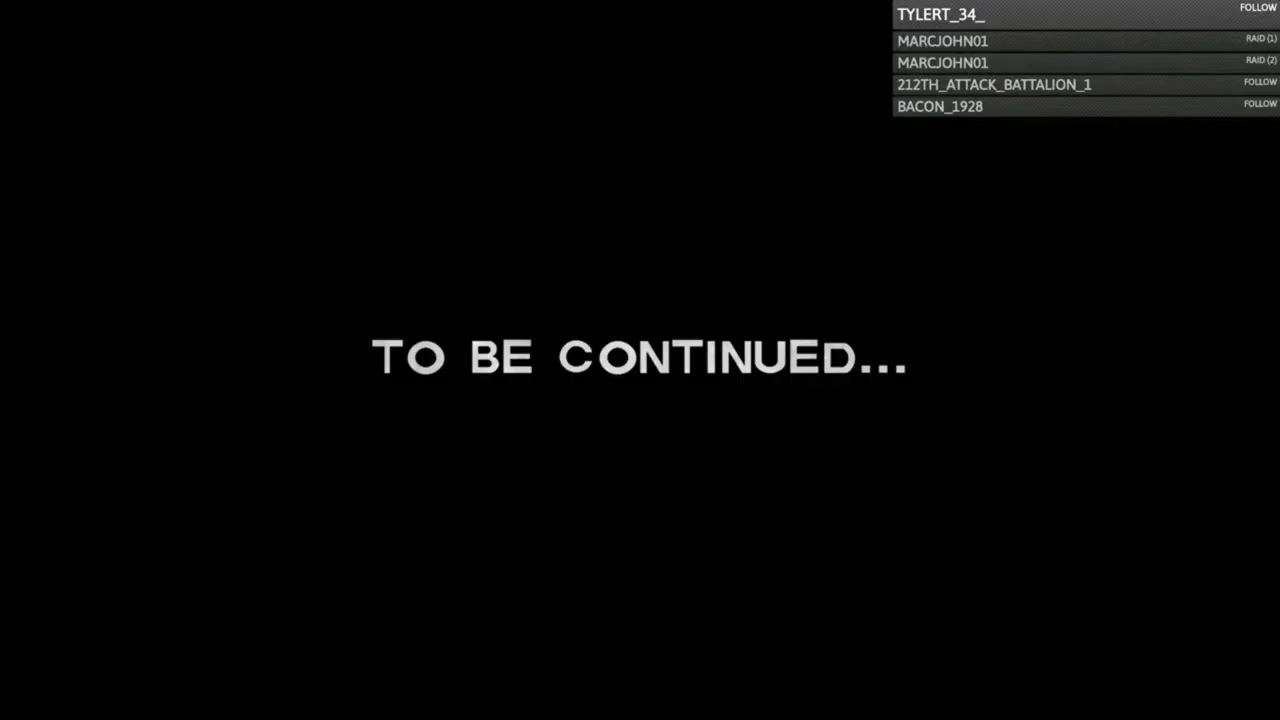 TYLERT_34_ FOLLOW
MARCJOHN01 RAID (1)
MARCJOHN01 RAID (2)
212TH_ATTACK_BATTALION_1 FOLLOW
BACON_1928 FOLLOW
TO BE CONTINUED...